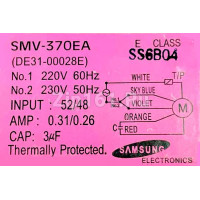 SMV-370EA
E CLASS
(DE31-00028E)
SS6B04
No.1 220V 60Hz
No.2 230V 50Hz
INPUT : 52/48
AMP : 0.31/0.26
CAP: 3μF
Thermally Protected.
WHITE
T/P
SKY BLUE
VIOLET
ORANGE
M
C
RED
SAMSUNG
ELECTRONICS